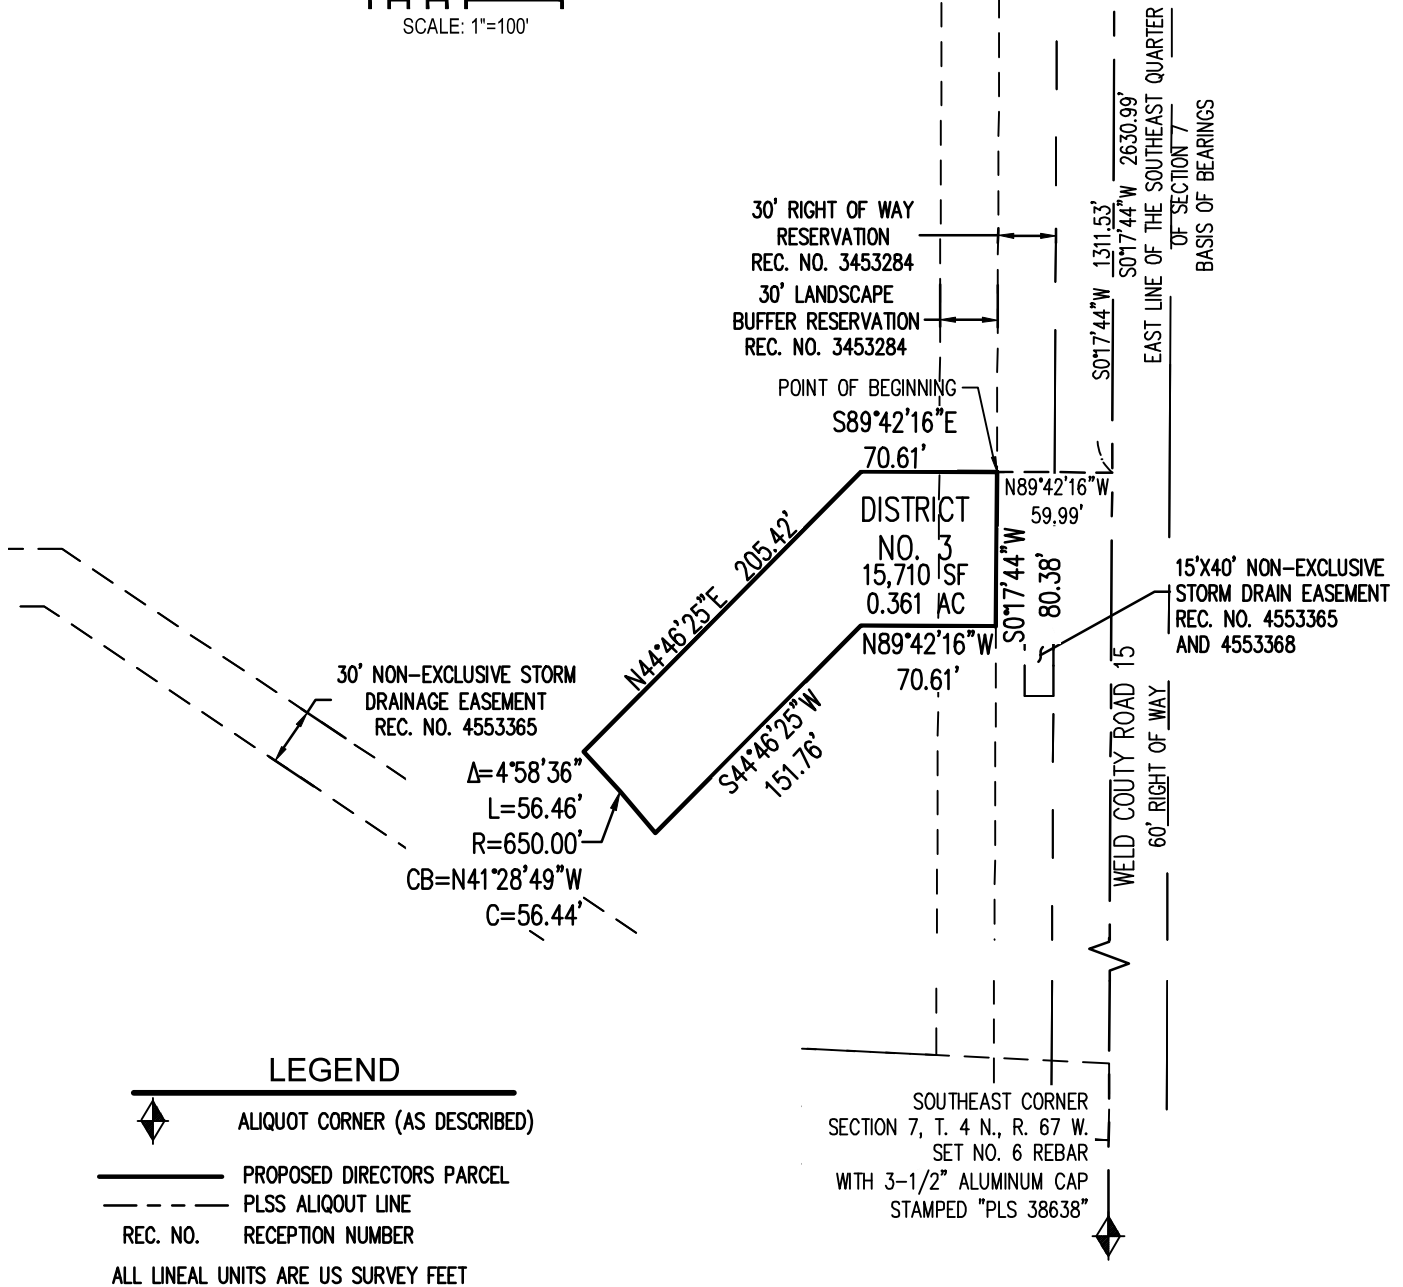 SCALE: 1"=100'
S0°17'44"W 1311.53'
S0°17'44"W 2630.99'
EAST LINE OF THE SOUTHEAST QUARTER
OF SECTION 7
BASIS OF BEARINGS
30' RIGHT OF WAY
RESERVATION
REC. NO. 3453284
30' LANDSCAPE
BUFFER RESERVATION
REC. NO. 3453284
POINT OF BEGINNING
S89°42'16"E
70.61'
N89°42'16"W
59.99'
DISTRICT
NO. 3
15,710 SF
0.361 AC
N44°46'25"E 205.42'
S0°17'44"W
80.38'
N89°42'16"W
70.61'
15'X40' NON-EXCLUSIVE
STORM DRAIN EASEMENT
REC. NO. 4553365
AND 4553368
30' NON-EXCLUSIVE STORM
DRAINAGE EASEMENT
REC. NO. 4553365
S44°46'25"W
151.76'
Δ=4°58'36"
L=56.46'
R=650.00'
CB=N41°28'49"W
C=56.44'
WELD COUTY ROAD 15
60' RIGHT OF WAY
LEGEND
ALIQUOT CORNER (AS DESCRIBED)
PROPOSED DIRECTORS PARCEL
PLSS ALIQOUT LINE
REC. NO. RECEPTION NUMBER
ALL LINEAL UNITS ARE US SURVEY FEET
SOUTHEAST CORNER
SECTION 7, T. 4 N., R. 67 W.
SET NO. 6 REBAR
WITH 3-1/2" ALUMINUM CAP
STAMPED "PLS 38638"